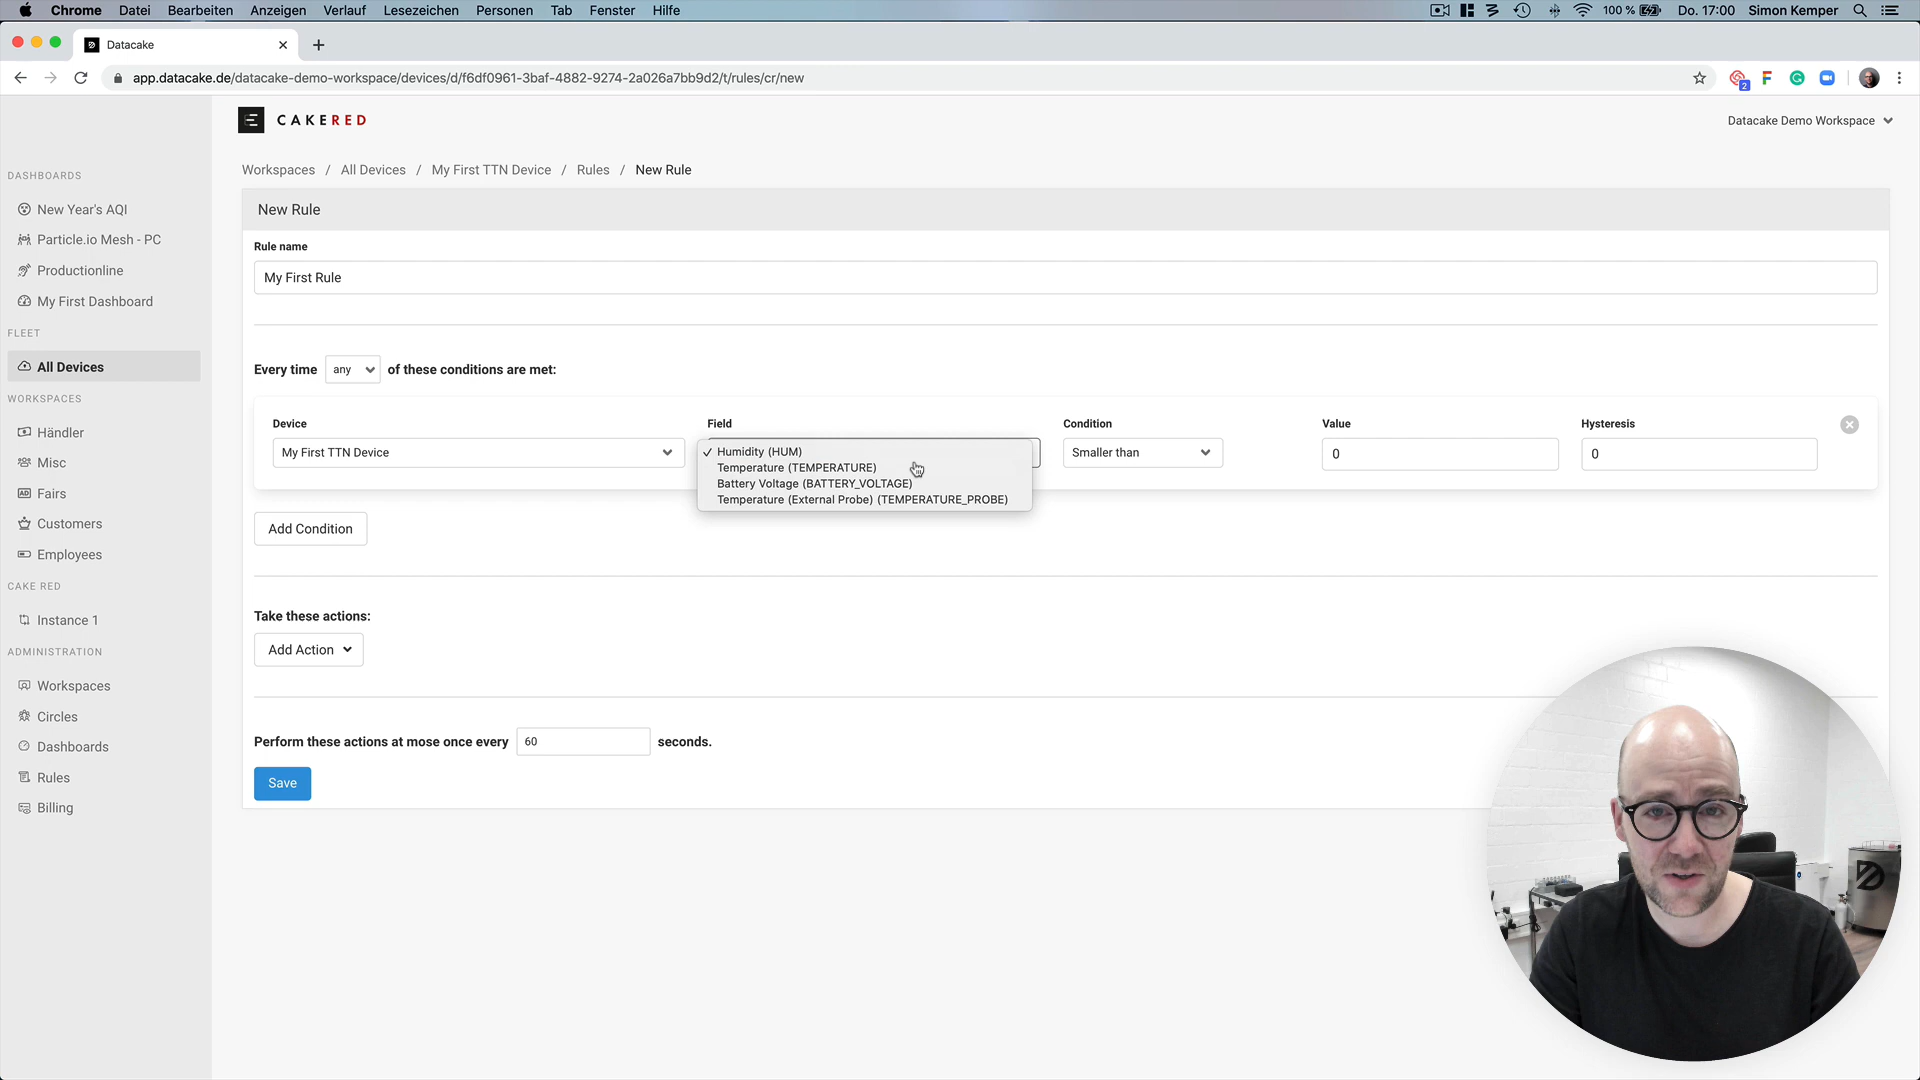 Chrome Datei Bearbeiten Anzeigen Verlauf Lesezeichen Personen Tab Fenster Hilfe 100 % Do. 17:00 Simon Kemper
Datacake
app.datacake.de/datacake-demo-workspace/devices/d/f6df0961-3baf-4882-9274-2a026a7bb9d2/t/rules/cr/new
2
CAKERED
Datacake Demo Workspace
Workspaces / All Devices / My First TTN Device / Rules / New Rule
DASHBOARDS
New Year's AQI
Particle.io Mesh - PC
Productionline
My First Dashboard
FLEET
All Devices
WORKSPACES
Händler
Misc
Fairs
Customers
Employees
CAKE RED
Instance 1
ADMINISTRATION
Workspaces
Circles
Dashboards
Rules
Billing
New Rule
Rule name
My First Rule
Every time any of these conditions are met:
Device Field Condition Value Hysteresis
My First TTN Device Smaller than 0 0
✓ Humidity (HUM)
Temperature (TEMPERATURE)
Battery Voltage (BATTERY_VOLTAGE)
Temperature (External Probe) (TEMPERATURE_PROBE)
Add Condition
Take these actions:
Add Action
Perform these actions at mose once every 60 seconds.
Save